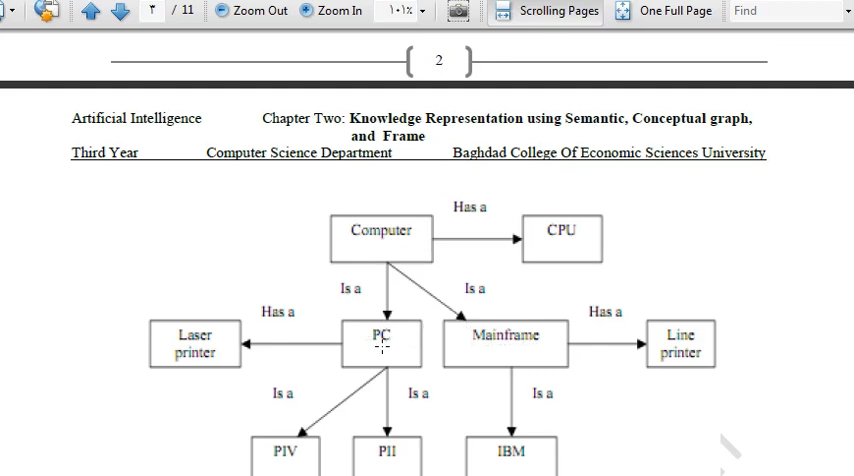 ٣ / 11 Zoom Out Zoom In ١٠١٪ Scrolling Pages One Full Page Find
2
Artificial Intelligence Chapter Two: Knowledge Representation using Semantic, Conceptual graph,
and Frame
Third Year Computer Science Department Baghdad College Of Economic Sciences University
Has a
Computer CPU
Is a Is a
Has a Has a
Laser PC Mainframe Line
printer printer
Is a Is a Is a
PIV PII IBM